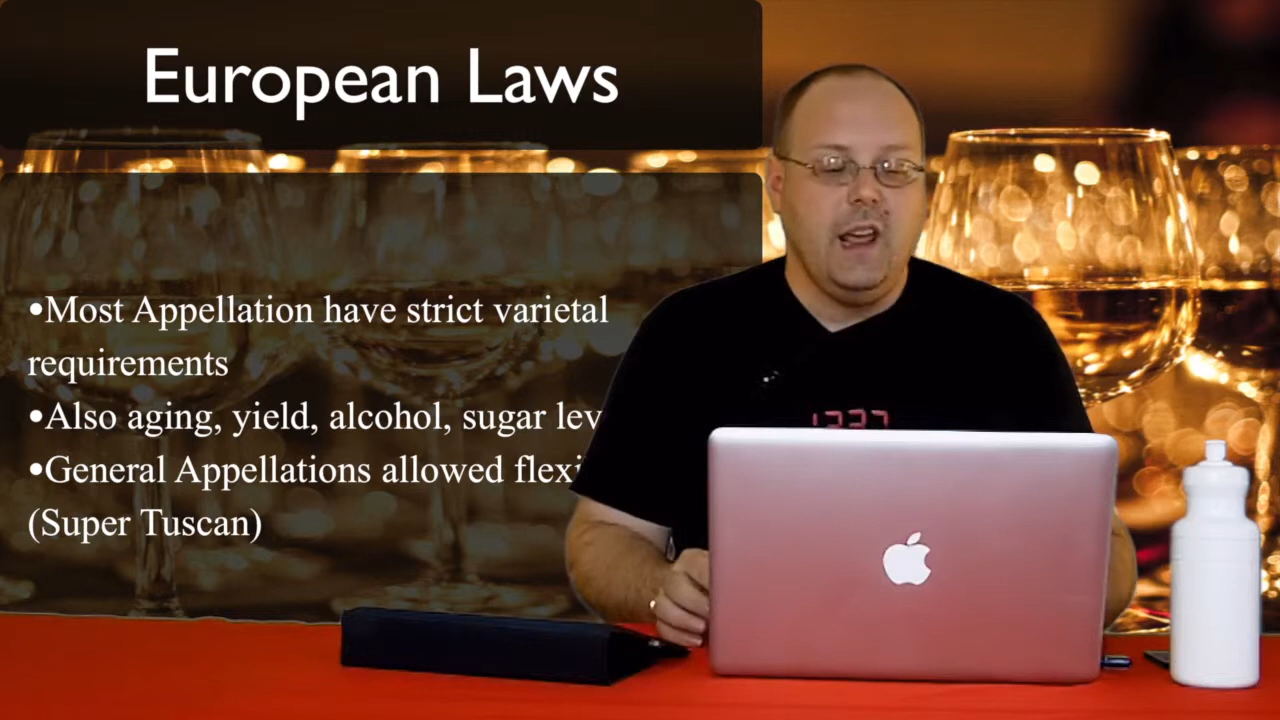 European Laws
•Most Appellation have strict varietal
requirements
•Also aging, yield, alcohol, sugar lev
•General Appellations allowed flexi
(Super Tuscan)
1337